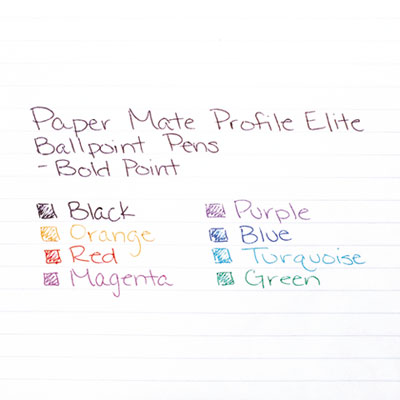 Paper Mate Profile Elite
Ballpoint Pens
- Bold Point
Black
Orange
Red
Magenta
Purple
Blue
Turquoise
Green